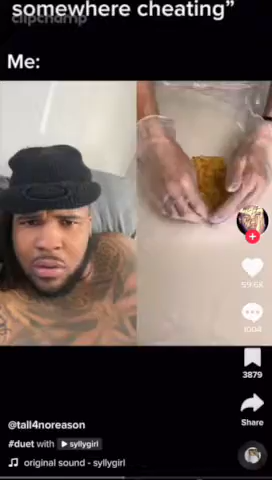 somewhere cheating”
clipchamp
Me:
59.6K
1004
3879
Share
@tall4noreason
#duet with syllygirl
original sound - syllygirl